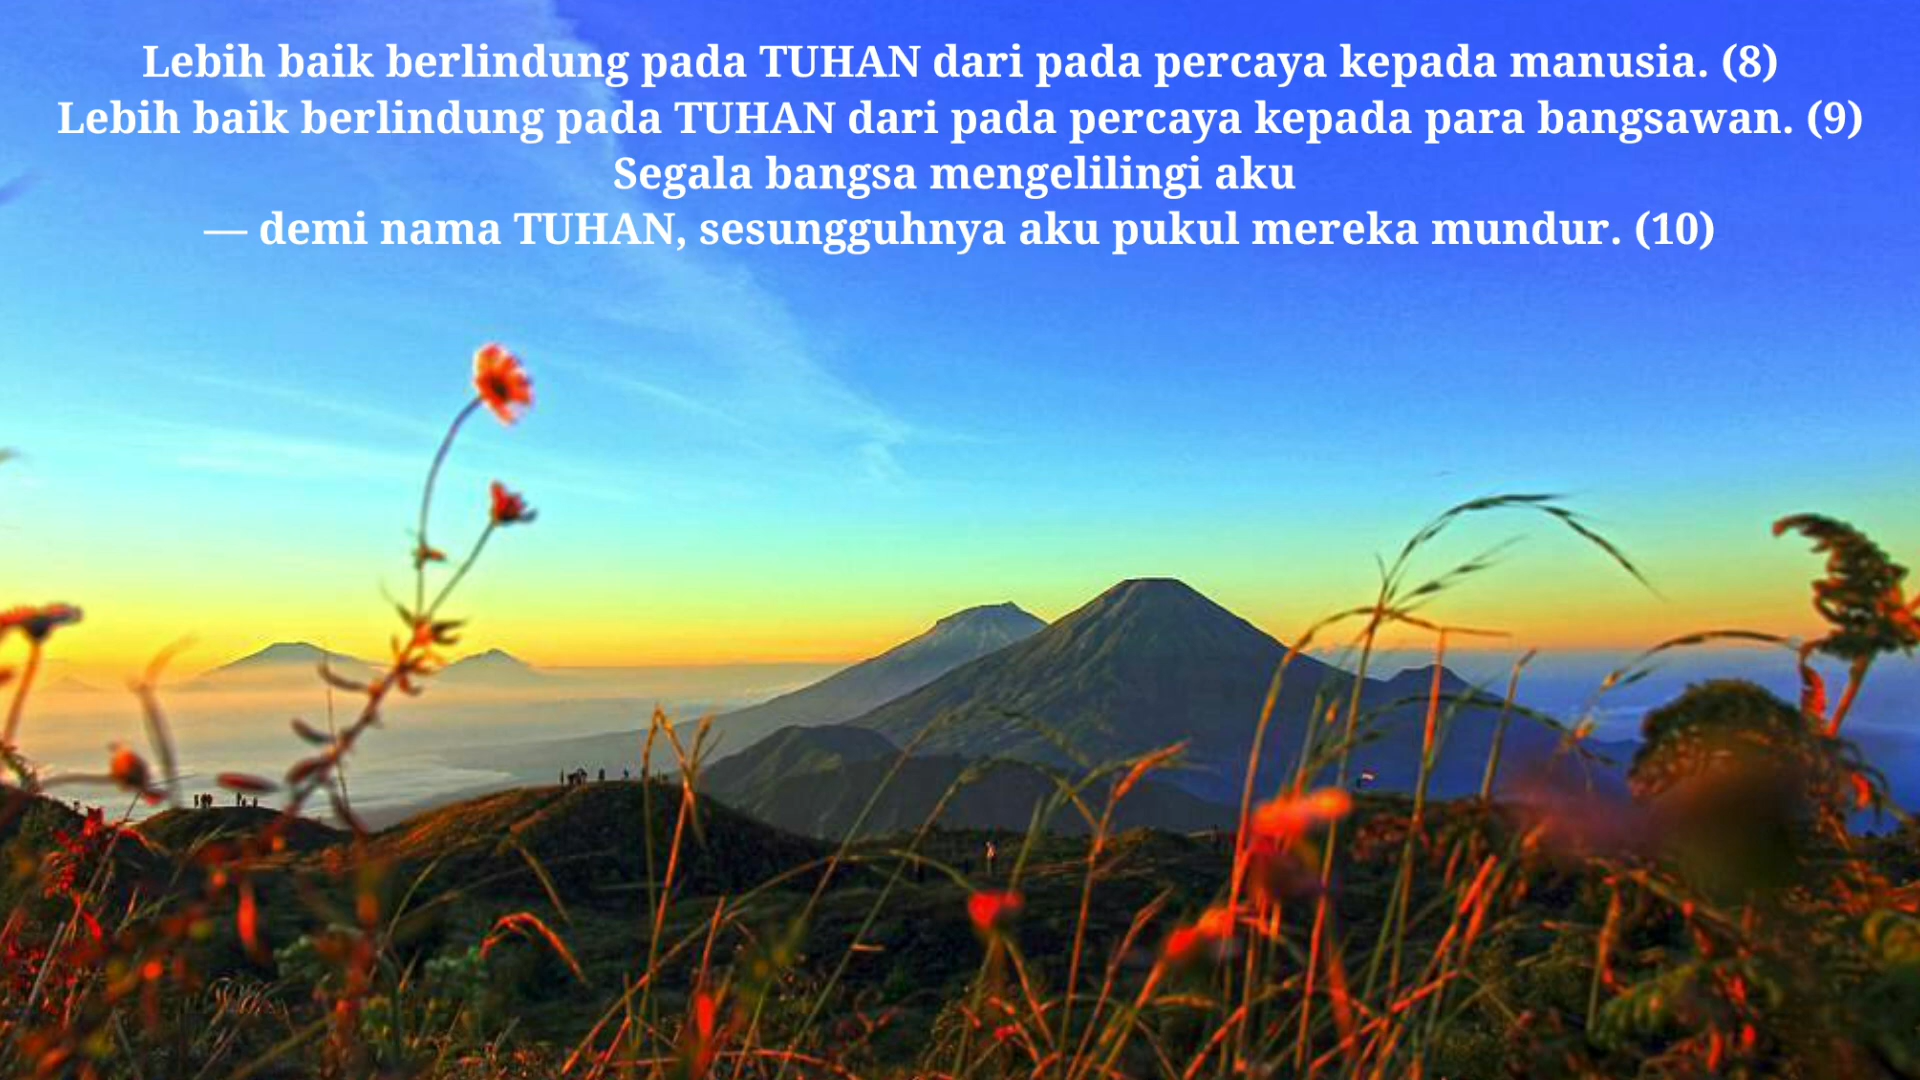 Lebih baik berlindung pada TUHAN dari pada percaya kepada manusia. (8)
Lebih baik berlindung pada TUHAN dari pada percaya kepada para bangsawan. (9)
Segala bangsa mengelilingi aku
— demi nama TUHAN, sesungguhnya aku pukul mereka mundur. (10)